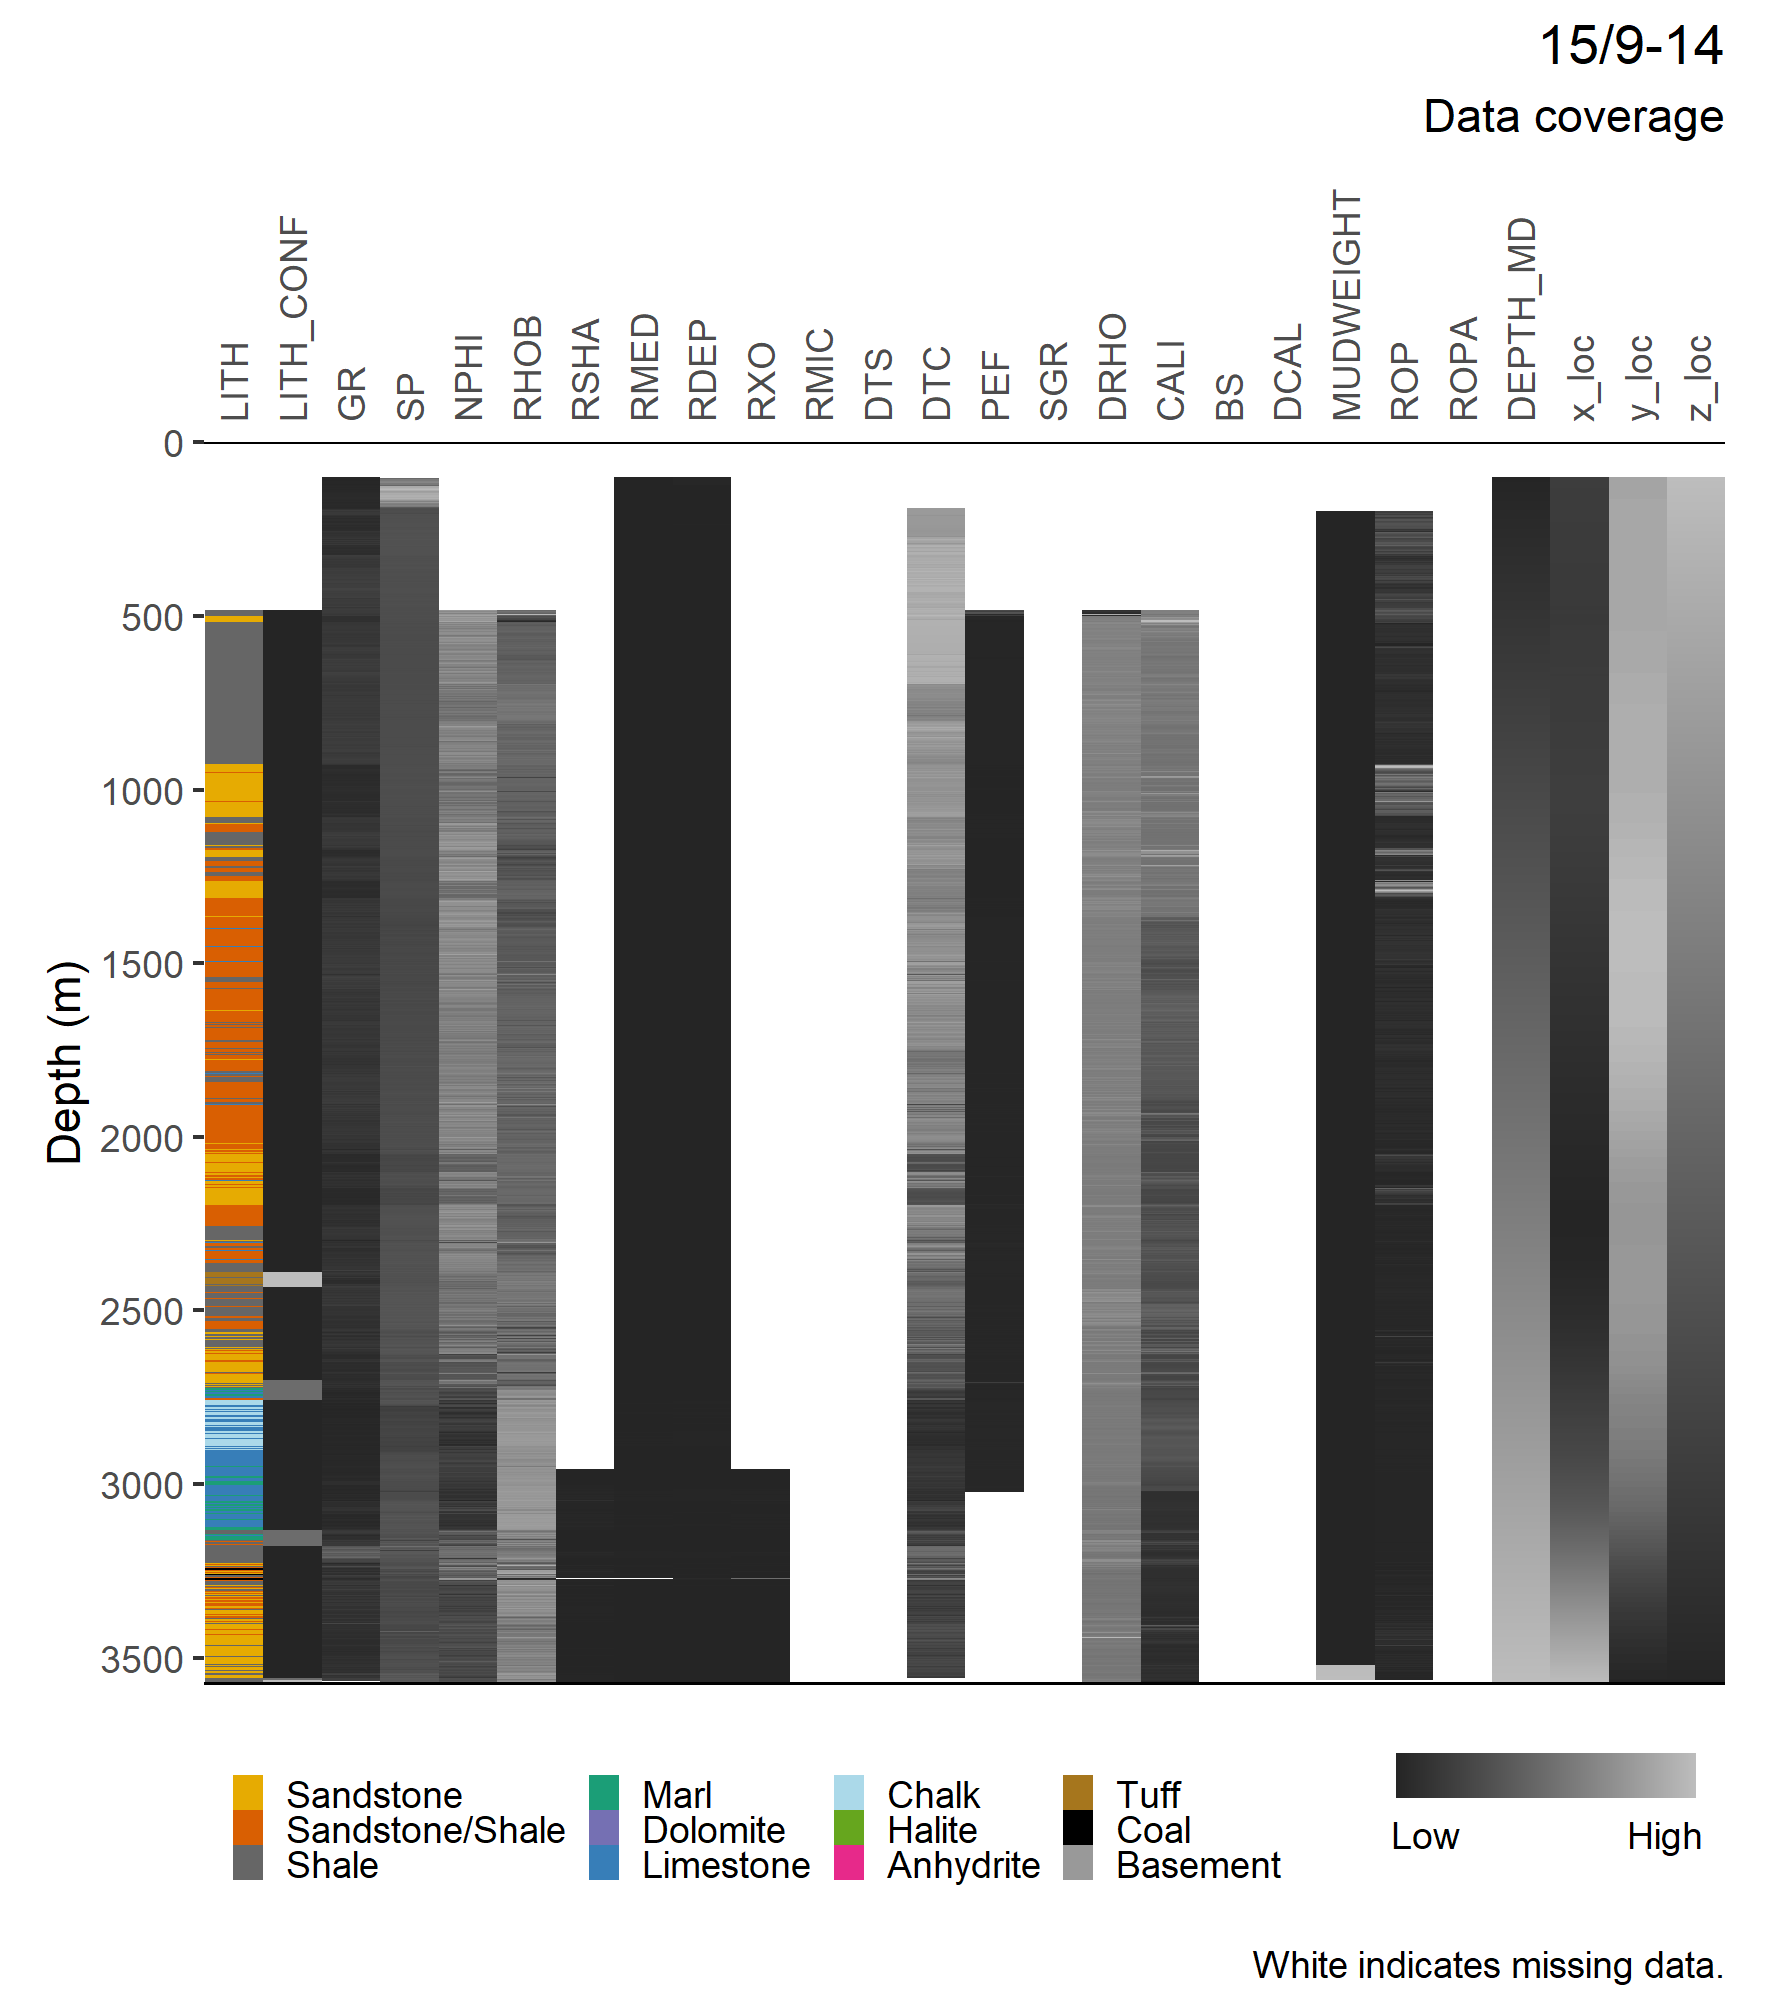 15/9-14
Data coverage
LITH
LITH_CONF
GR
SP
NPHI
RHOB
RSHA
RMED
RDEP
RXO
RMIC
DTS
DTC
PEF
SGR
DRHO
CALI
BS
DCAL
MUDWEIGHT
ROP
ROPA
DEPTH_MD
x_loc
y_loc
z_loc
Depth (m)
0
500
1000
1500
2000
2500
3000
3500
Sandstone
Sandstone/Shale
Shale
Marl
Dolomite
Limestone
Chalk
Halite
Anhydrite
Tuff
Coal
Basement
Low High
White indicates missing data.